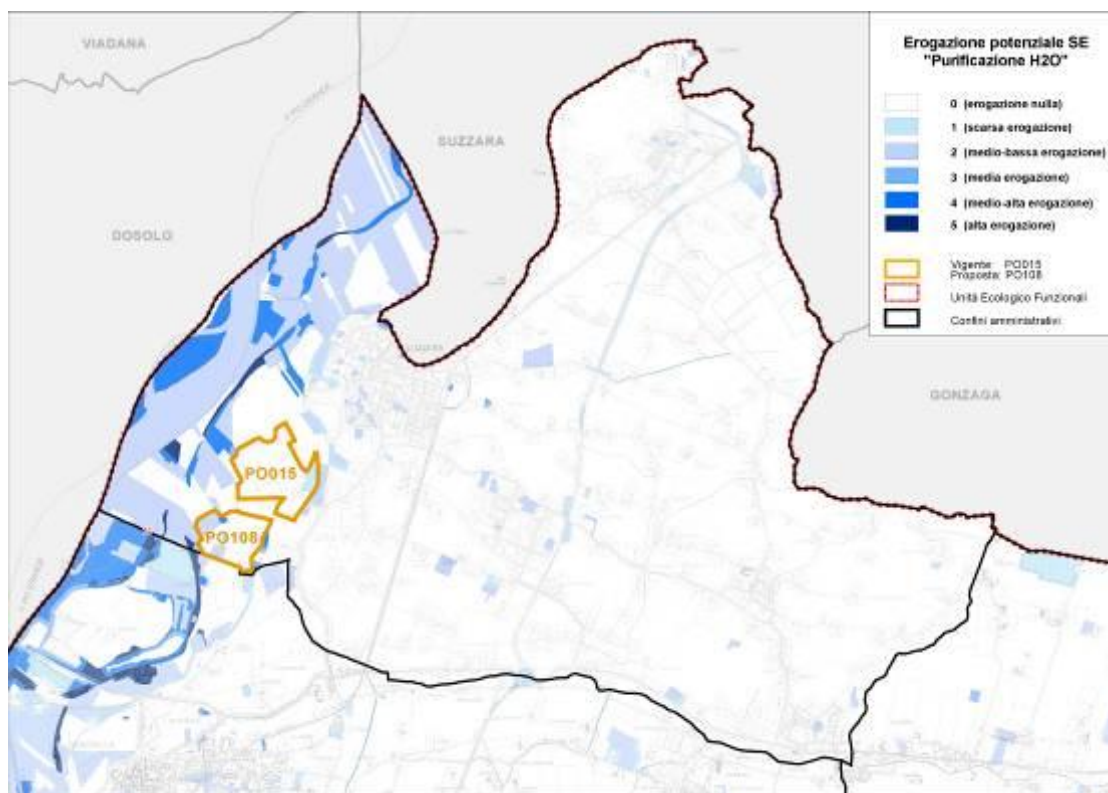 VIADANA
SUZZARA
DOSOLO
GONZAGA
PO015
PO108
Erogazione potenziale SE
"Purificazione H2O"
0 (erogazione nulla)
1 (scarsa erogazione)
2 (medio-bassa erogazione)
3 (media erogazione)
4 (medio-alta erogazione)
5 (alta erogazione)
Vigente: PO015
Proposta: PO108
Unità Ecologico Funzionali
Confini amministrativi